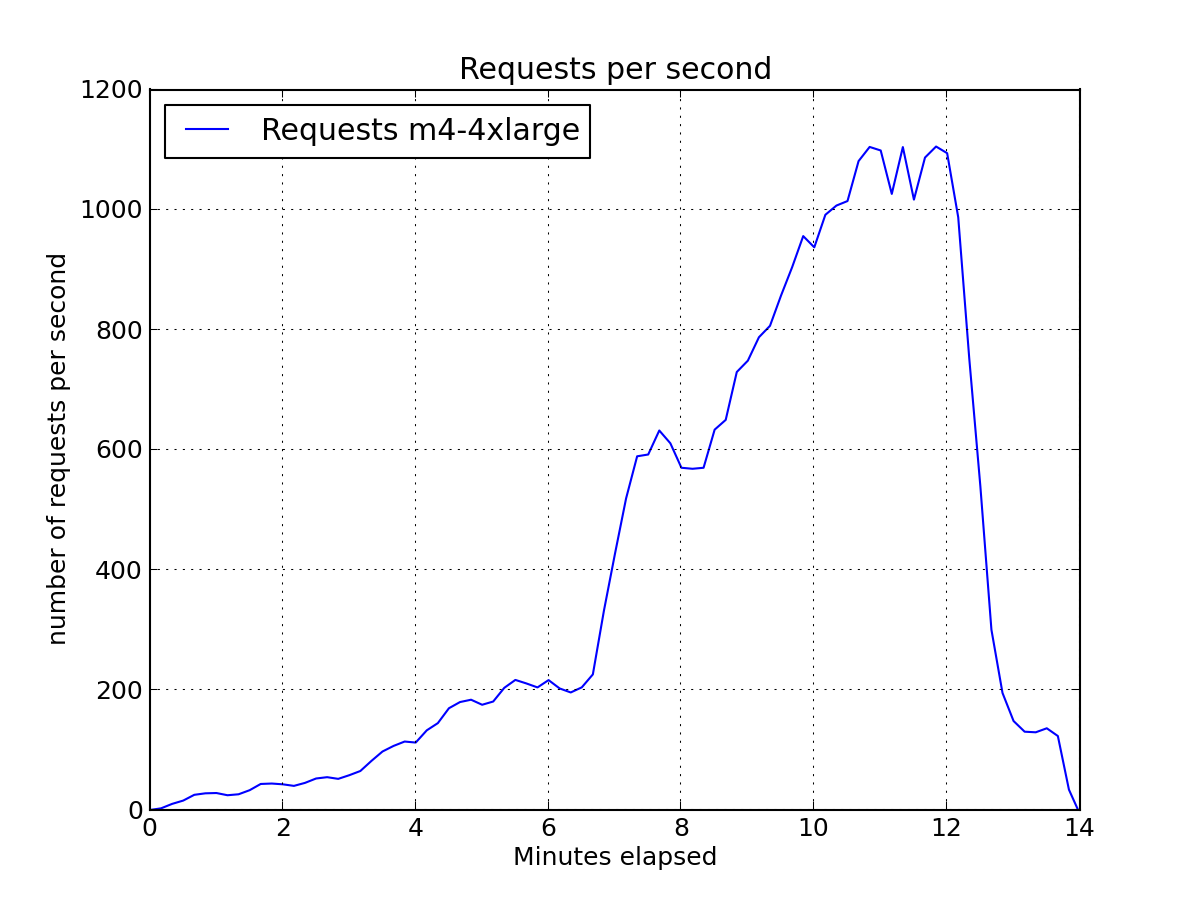 Requests per second
Requests m4-4xlarge
number of requests per second
1200
1000
800
600
400
200
0
0 2 4 6 8 10 12 14
Minutes elapsed